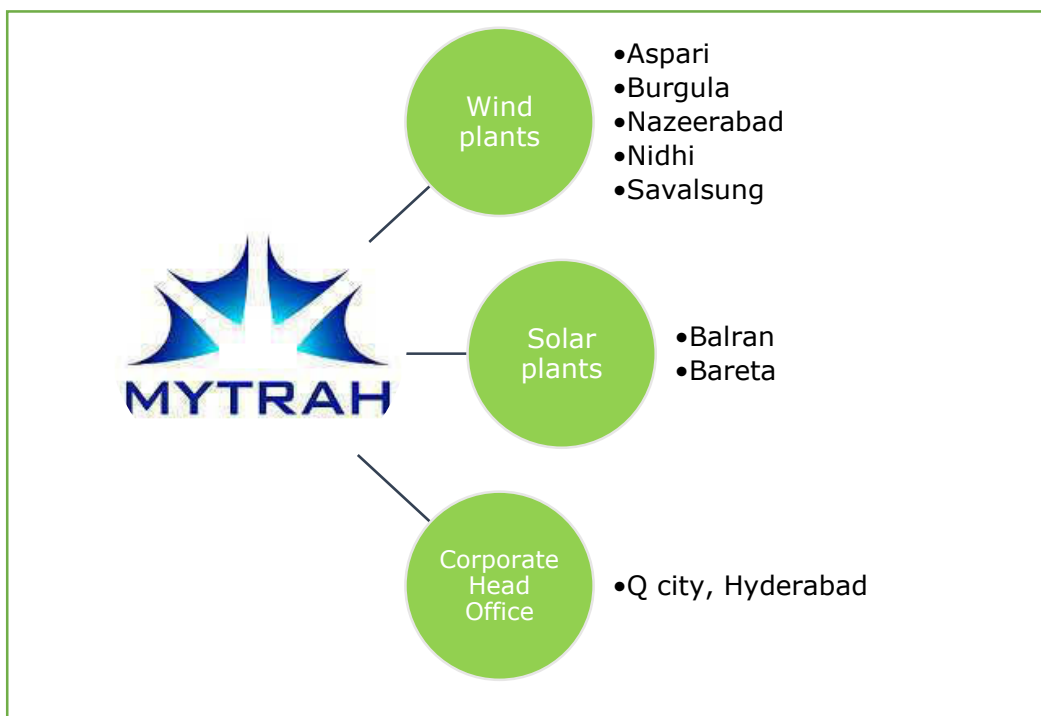 MYTRAH
Wind
plants
•Aspari
•Burgula
•Nazeerabad
•Nidhi
•Savalsung
Solar
plants
•Balran
•Bareta
Corporate
Head
Office
•Q city, Hyderabad